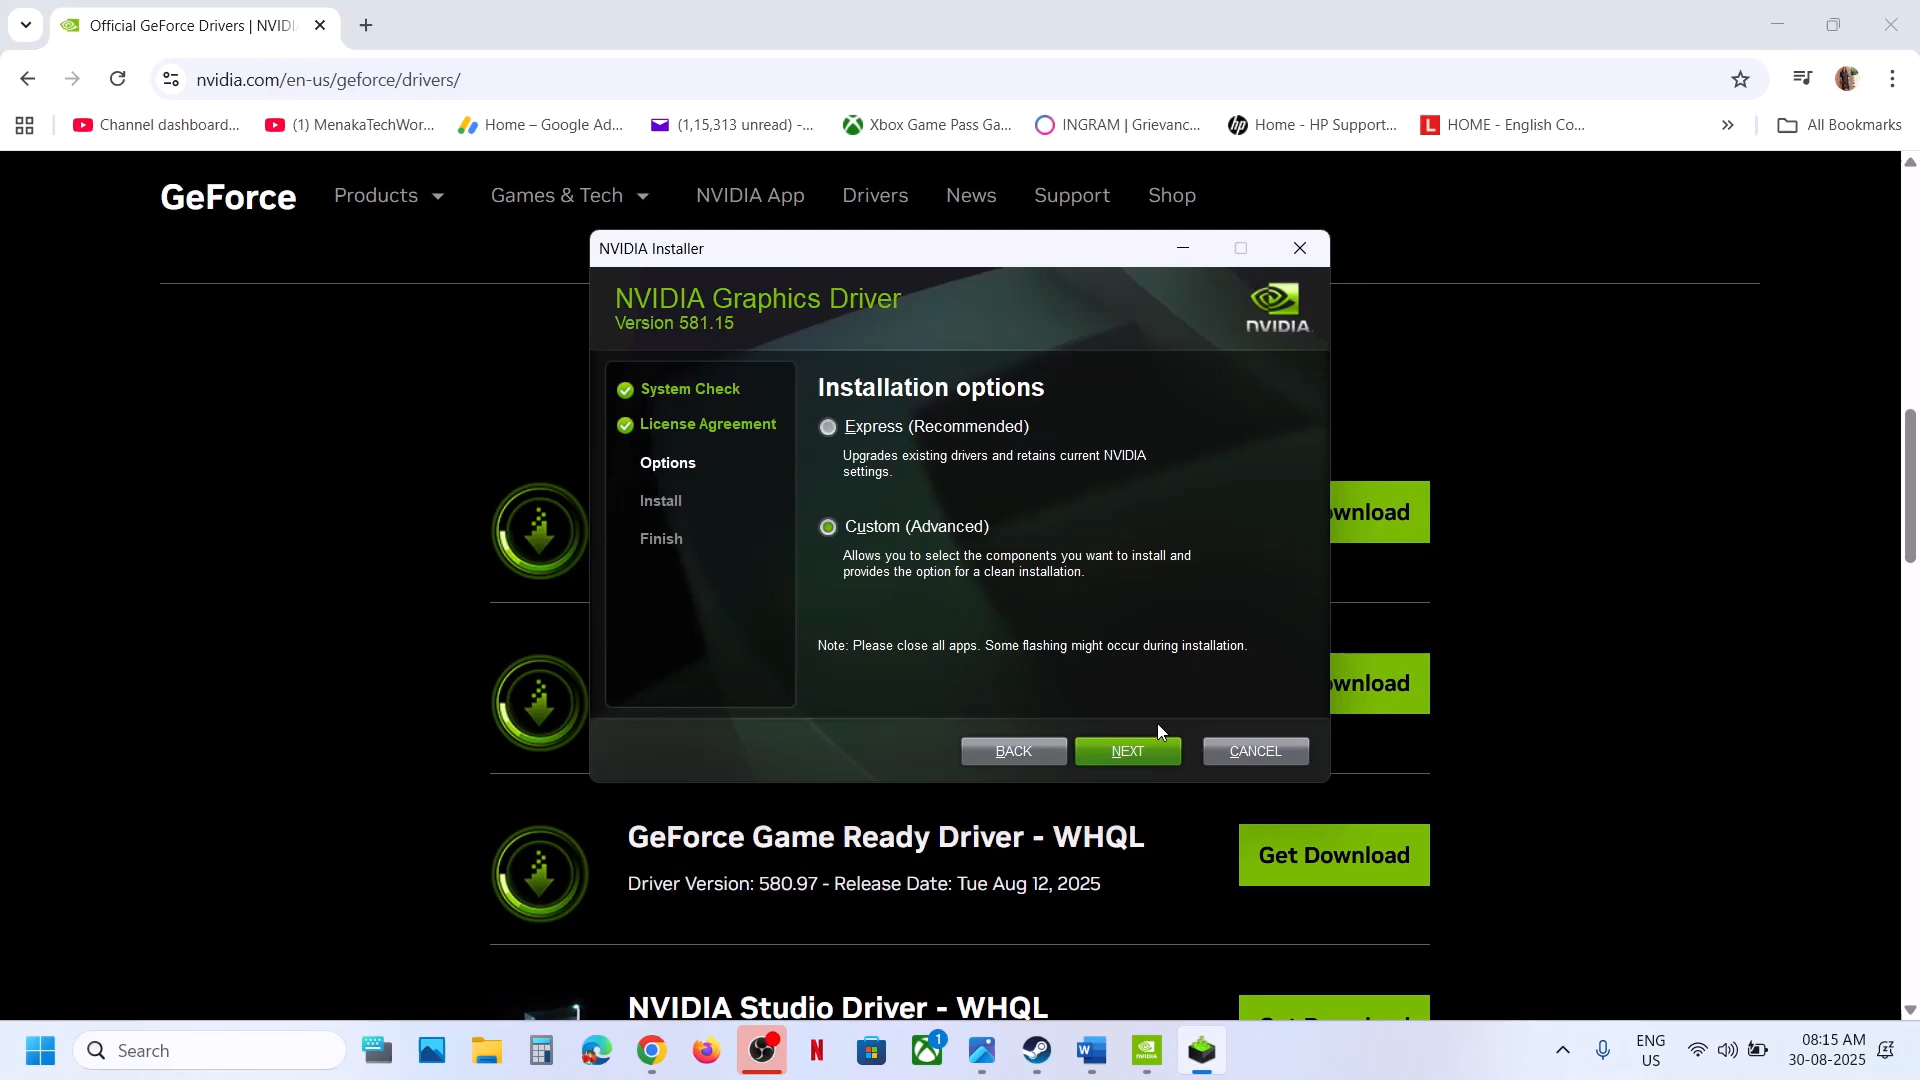 Official GeForce Drivers | NVIDI
nvidia.com/en-us/geforce/drivers/
Channel dashboard...
(1) MenakaTechWor...
Home – Google Ad...
(1,15,313 unread) -...
Xbox Game Pass Ga...
INGRAM | Grievanc...
Home - HP Support...
HOME - English Co...
All Bookmarks
GeForce
Products
Games & Tech
NVIDIA App
Drivers
News
Support
Shop
NVIDIA Installer
NVIDIA Graphics Driver
Version 581.15
NVIDIA.
System Check
License Agreement
Options
Install
Finish
Installation options
Express (Recommended)
Upgrades existing drivers and retains current NVIDIA
settings.
Custom (Advanced)
Allows you to select the components you want to install and
provides the option for a clean installation.
Note: Please close all apps. Some flashing might occur during installation.
BACK
NEXT
CANCEL
ownload
ownload
GeForce Game Ready Driver - WHQL
Driver Version: 580.97 - Release Date: Tue Aug 12, 2025
Get Download
NVIDIA Studio Driver - WHQL
Search
1
ENG
US
08:15 AM
30-08-2025